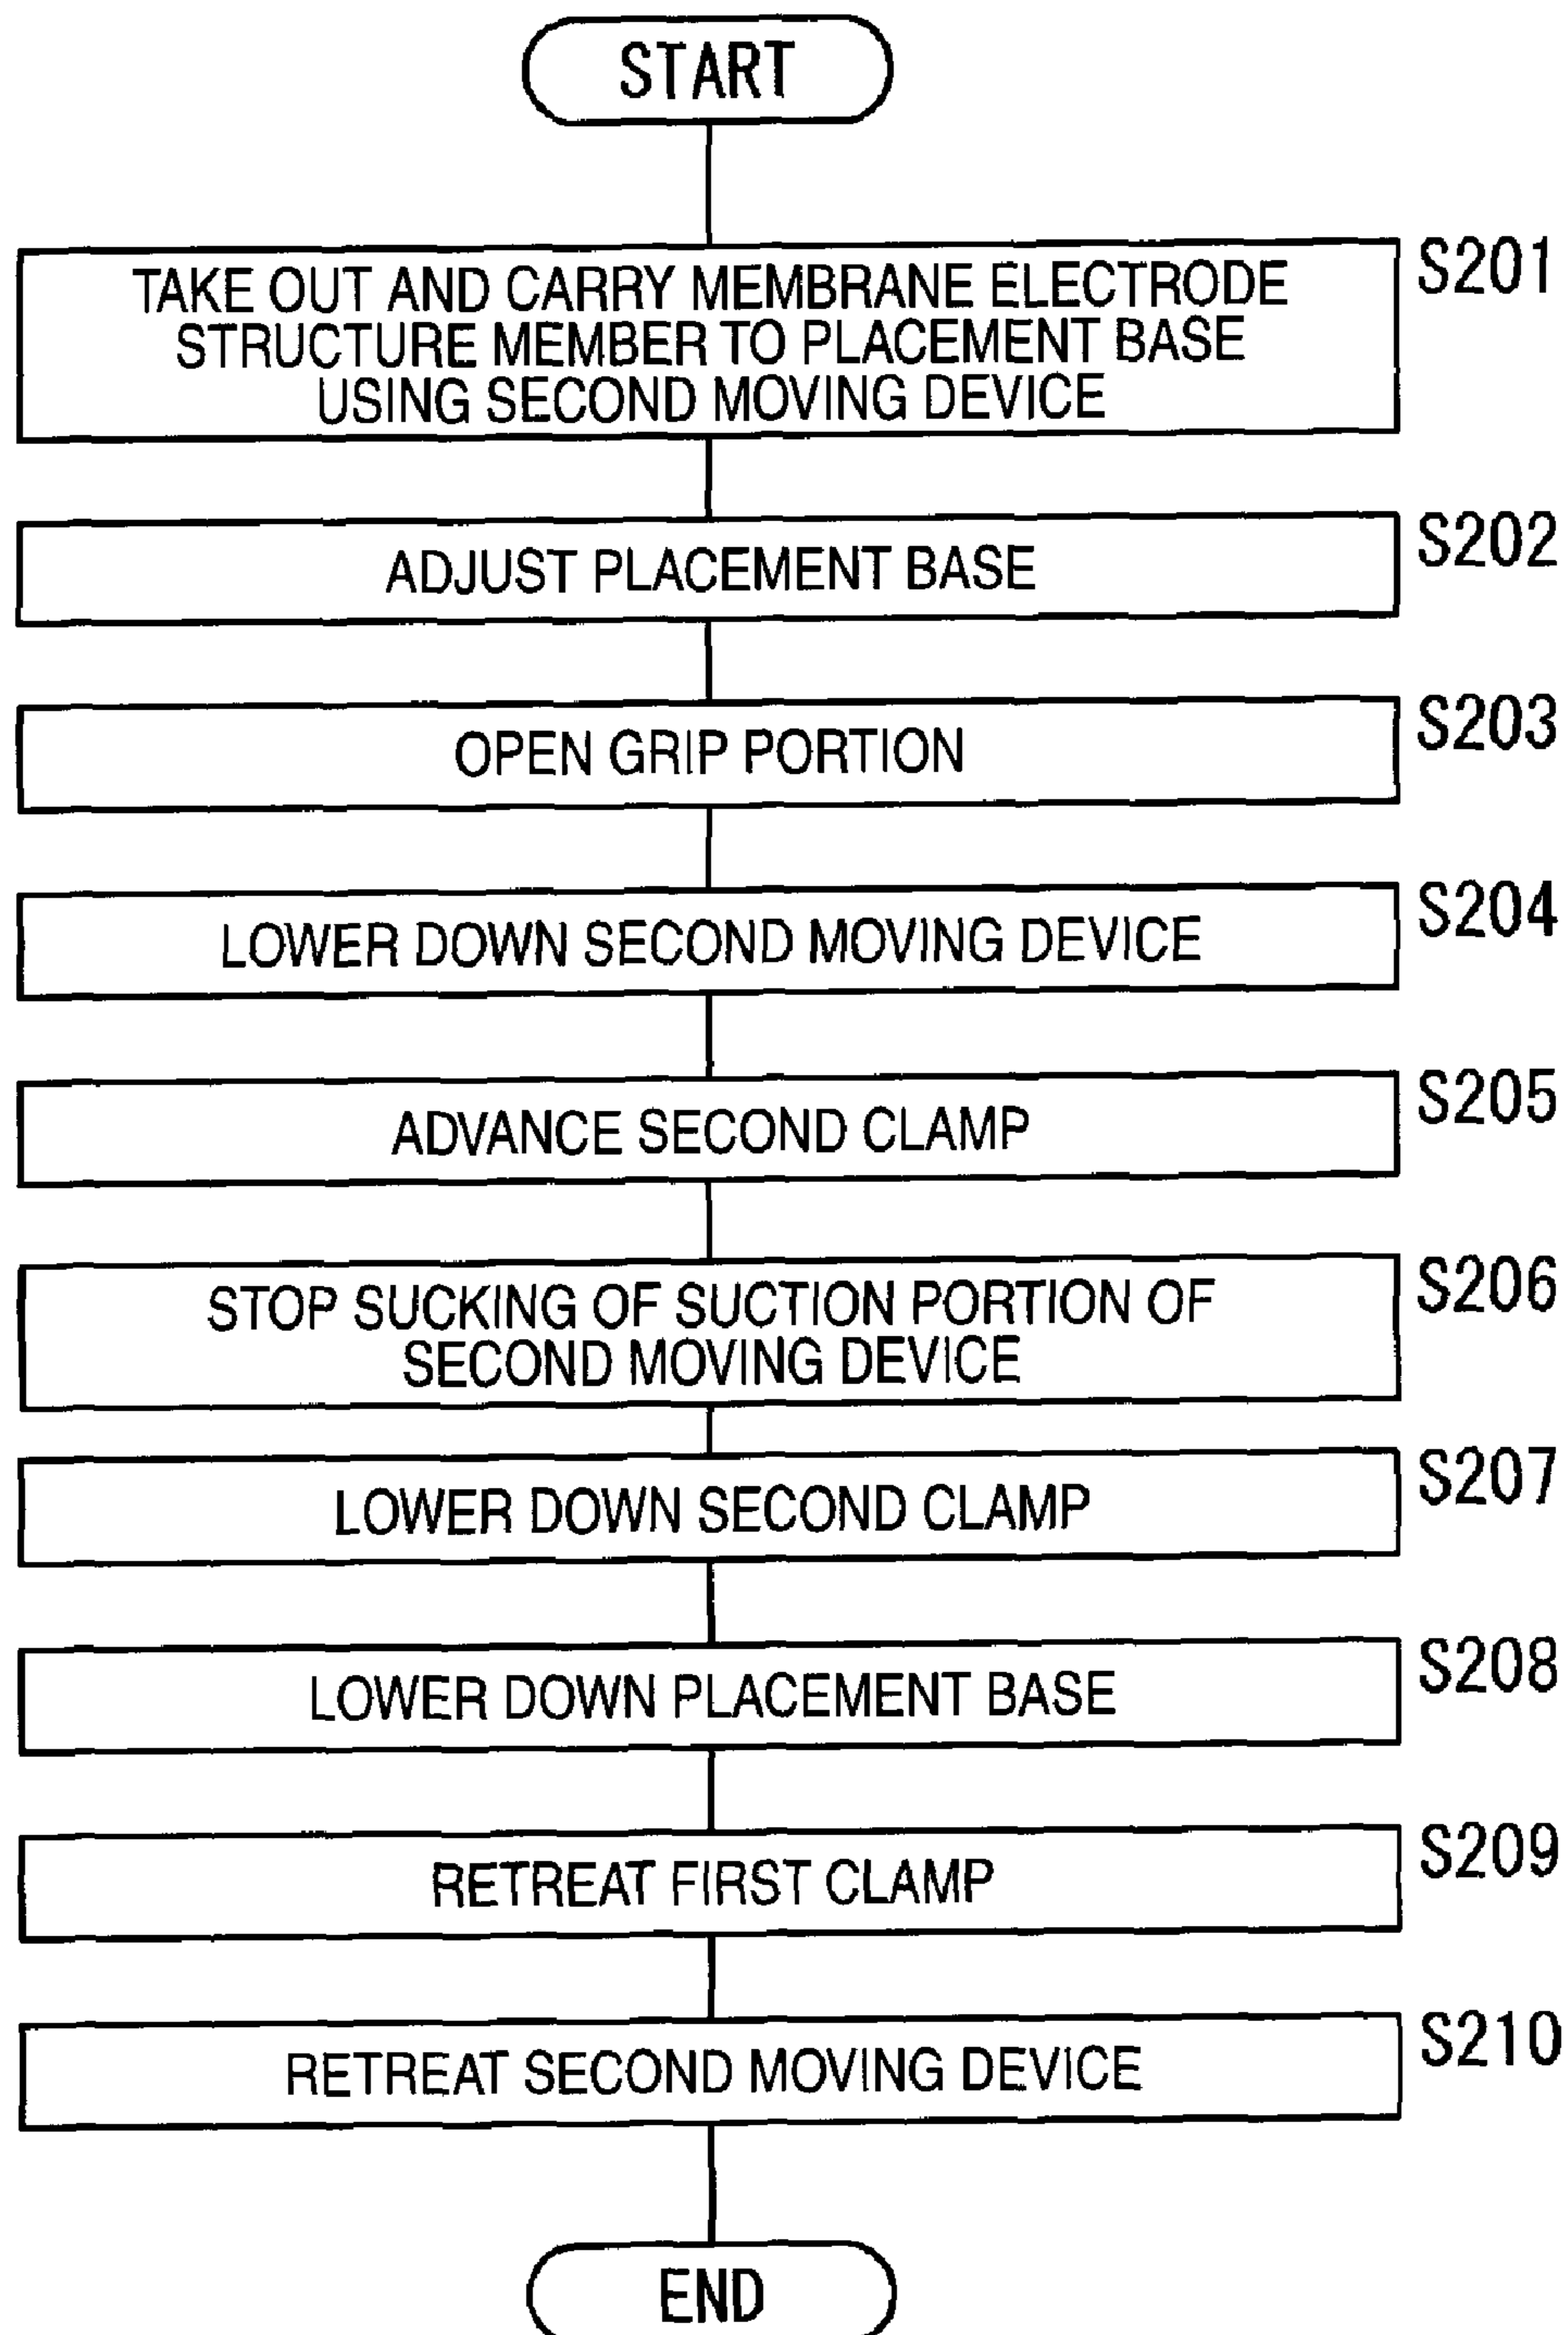 START
S201
TAKE OUT AND CARRY MEMBRANE ELECTRODE
STRUCTURE MEMBER TO PLACEMENT BASE
USING SECOND MOVING DEVICE
S202
ADJUST PLACEMENT BASE
S203
OPEN GRIP PORTION
S204
LOWER DOWN SECOND MOVING DEVICE
S205
ADVANCE SECOND CLAMP
S206
STOP SUCKING OF SUCTION PORTION OF
SECOND MOVING DEVICE
S207
LOWER DOWN SECOND CLAMP
S208
LOWER DOWN PLACEMENT BASE
S209
RETREAT FIRST CLAMP
S210
RETREAT SECOND MOVING DEVICE
END